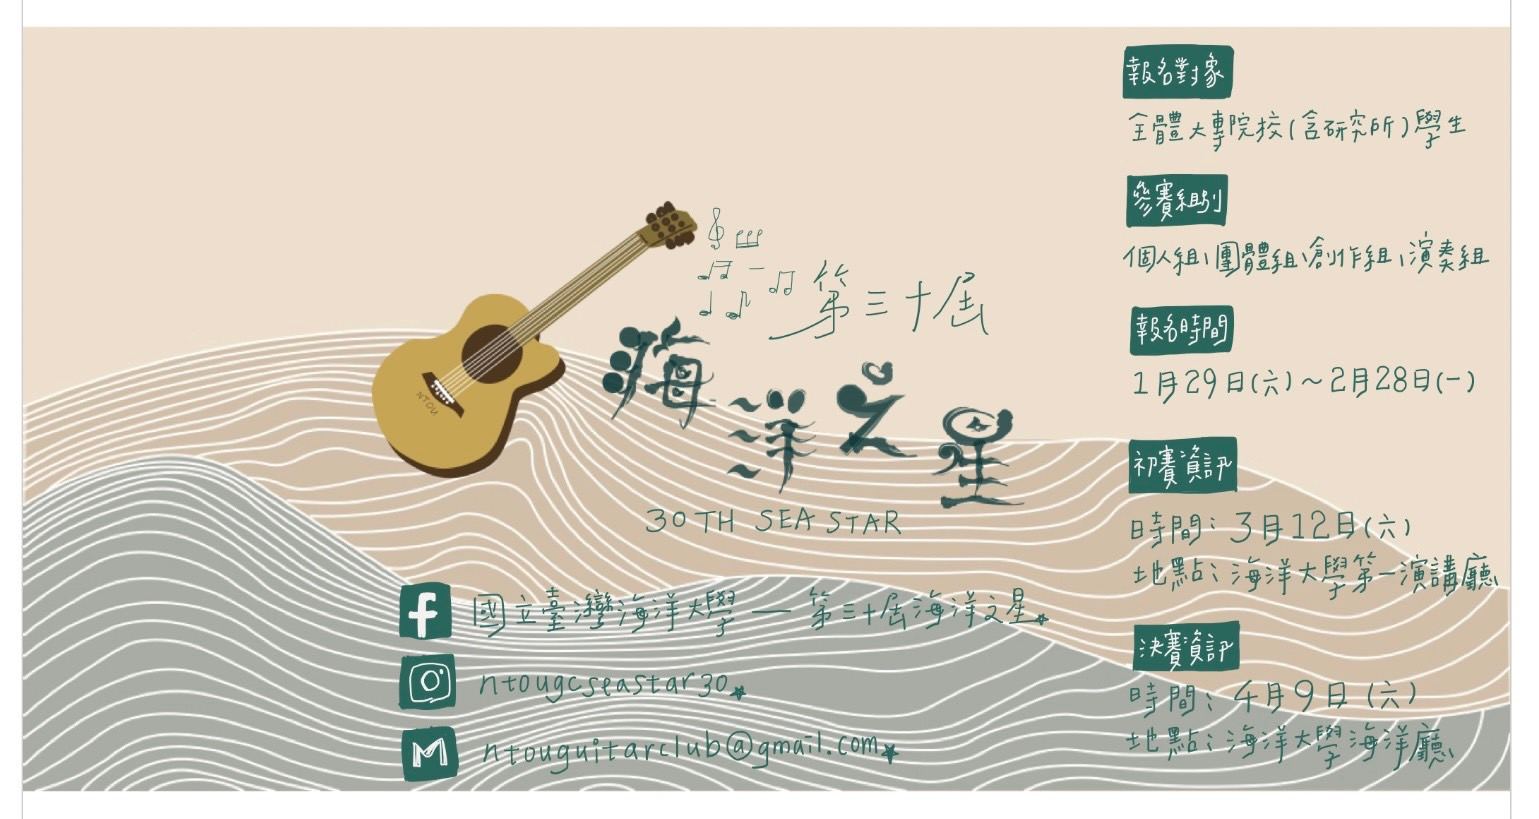 第三十屆
海洋之星
30TH SEA STAR
NTOU
國立臺灣海洋大學 — 第三十屆海洋之星
ntougcseastar30
ntouguitarclub@gmail.com
報名對象
全體大專院校(含研究所)學生
參賽組別
個人組、團體組、創作組、演奏組
報名時間
1月29日(六)～2月28日(一)
初賽資訊
時間：3月12日(六)
地點：海洋大學第一演講廳
決賽資訊
時間：4月9日(六)
地點：海洋大學海洋廳